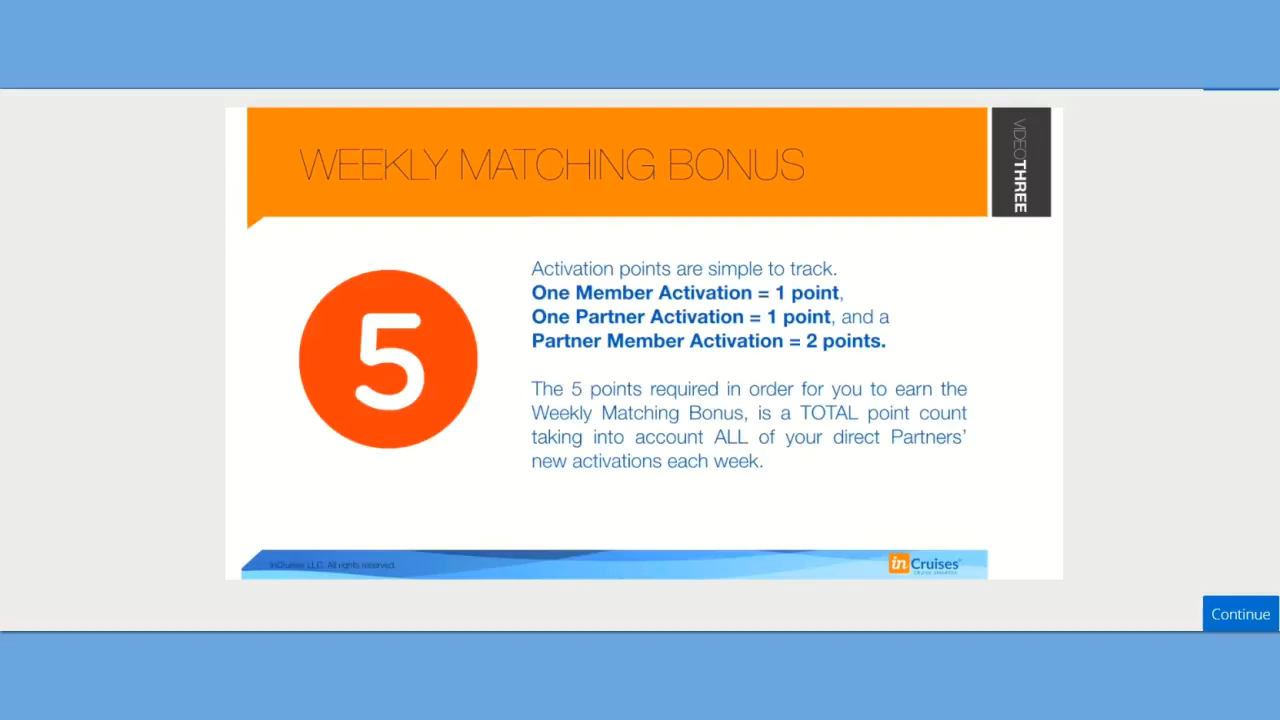 WEEKLY MATCHING BONUS
VIDEOTHREE
5
Activation points are simple to track.
One Member Activation = 1 point,
One Partner Activation = 1 point, and a
Partner Member Activation = 2 points.
The 5 points required in order for you to earn the
Weekly Matching Bonus, is a TOTAL point count
taking into account ALL of your direct Partners'
new activations each week.
InCruises LLC. All rights reserved.
inCruises®
CRUISE SMARTER
Continue